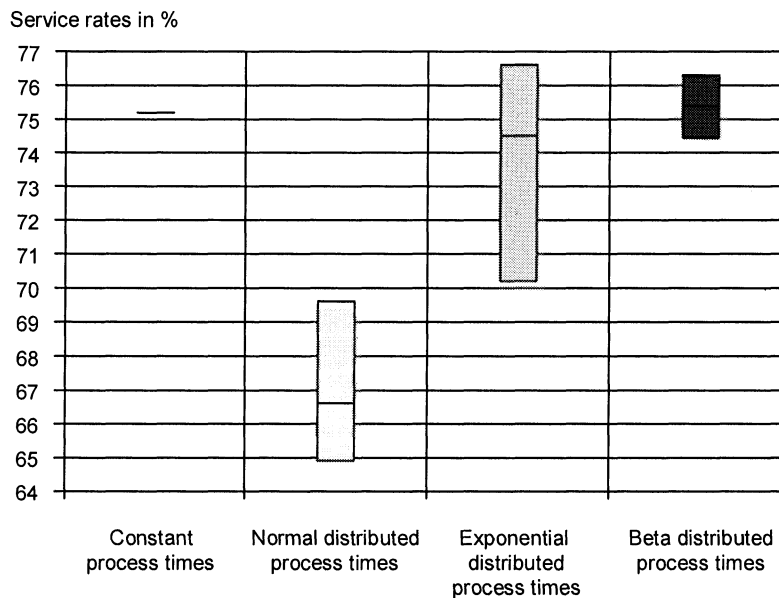 Service rates in %
77
76
75
74
73
72
71
70
69
68
67
66
65
64
Constant
process times
Normal distributed
process times
Exponential
distributed
process times
Beta distributed
process times